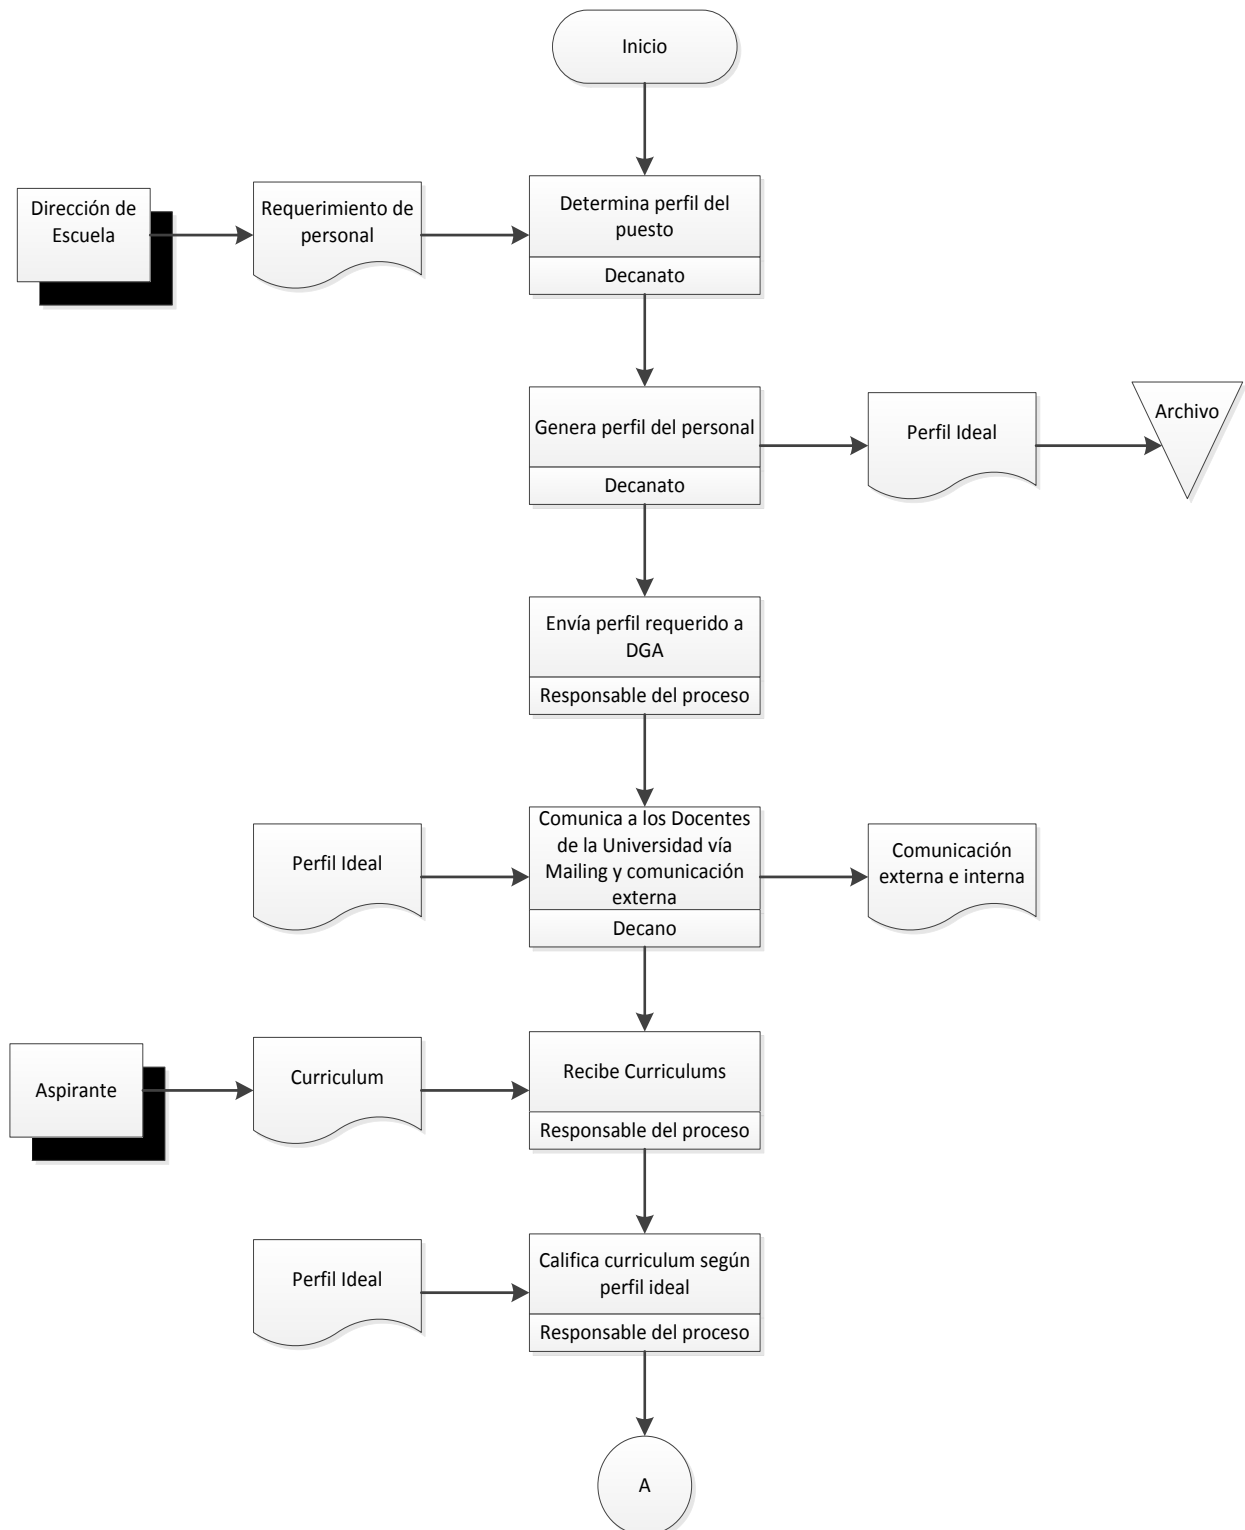 Inicio
Dirección de
Escuela
Requerimiento de
personal
Determina perfil del
puesto
Decanato
Genera perfil del personal
Decanato
Perfil Ideal
Archivo
Envía perfil requerido a
DGA
Responsable del proceso
Perfil Ideal
Comunica a los Docentes
de la Universidad vía
Mailing y comunicación
externa
Decano
Comunicación
externa e interna
Aspirante
Curriculum
Recibe Curriculums
Responsable del proceso
Perfil Ideal
Califica curriculum según
perfil ideal
Responsable del proceso
A